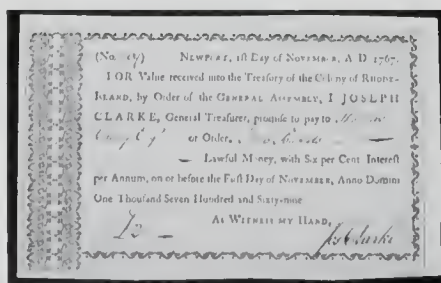 (No. NEWPORT, 1st Day of NOVEMBER, A D 1767.
FOR Value received into the Treasury of the Colony of RHODE-
ISLAND, by Order of the GENERAL ASSEMBLY, I JOSEPH
CLARKE, General Treasurer, promise to pay to
or Order,
Lawful Money, with Six per Cent. Interest
per Annum, on or before the First Day of NOVEMBER, Anno Domini
One Thousand Seven Hundred and Sixty-nine
AS WITNESS MY HAND,
Jos Clarke